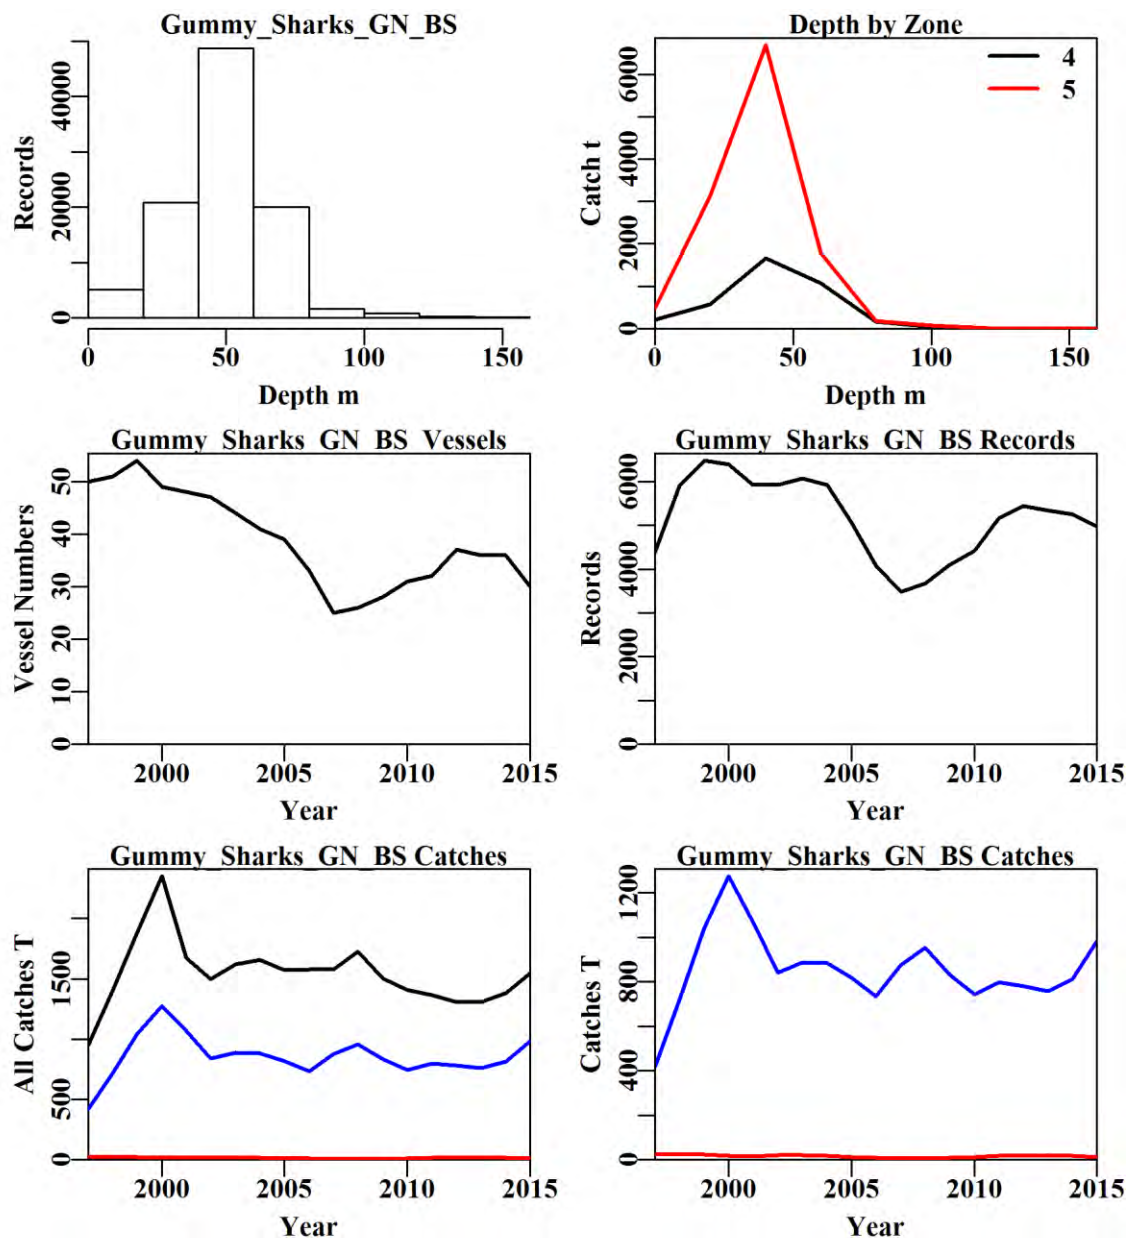 Gummy_Sharks_GN_BS
Records
0 20000 40000
0 50 100 150
Depth m
Depth by Zone
4
5
Catch t
0 2000 4000 6000
0 50 100 150
Depth m
Gummy_Sharks_GN_BS_Vessels
Vessel Numbers
0 10 20 30 40 50
2000 2005 2010 2015
Year
Gummy_Sharks_GN_BS Records
Records
0 2000 4000 6000
2000 2005 2010 2015
Year
Gummy_Sharks_GN_BS Catches
All Catches T
0 500 1500
2000 2005 2010 2015
Year
Gummy_Sharks_GN_BS Catches
Catches T
0 400 800 1200
2000 2005 2010 2015
Year